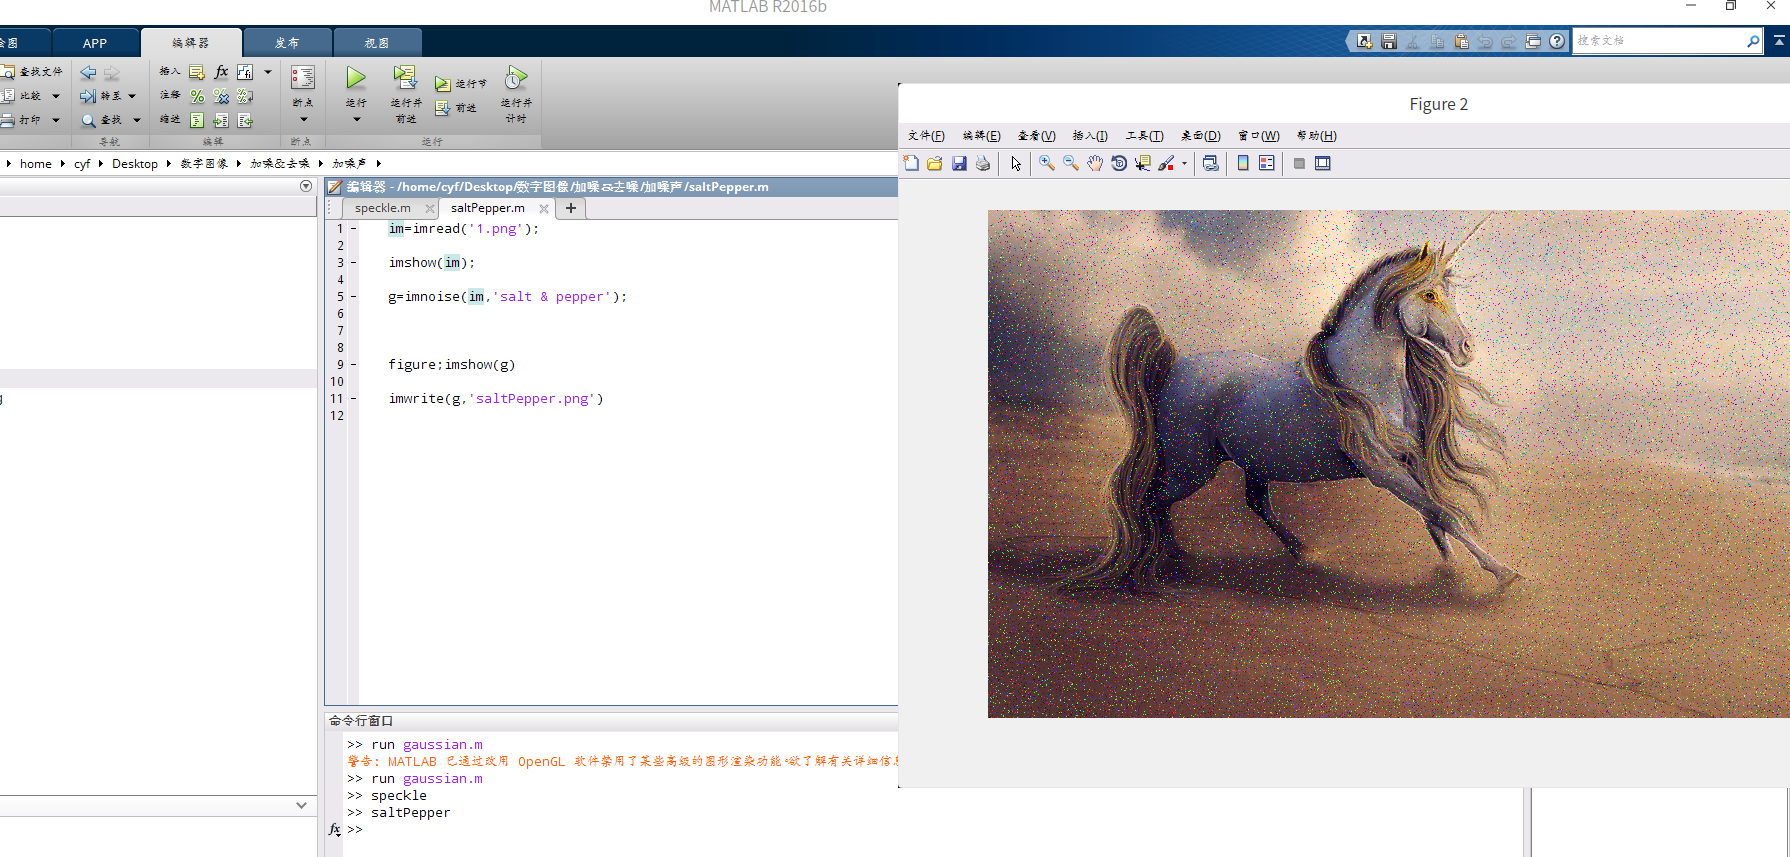 MATLAB R2016b
绘图 APP 编辑器 发布 视图
搜索文档
查找文件 插入 fx
比较 转至 注释 断点 运行 运行并 前进 运行节 运行并 计时
打印 查找 缩进 前进
导航 编辑 断点 运行
home cyf Desktop 数字图像 加噪&去噪 加噪声
编辑器 - /home/cyf/Desktop/数字图像/加噪&去噪/加噪声/saltPepper.m
speckle.m saltPepper.m
1 im=imread('1.png');
2
3 imshow(im);
4
5 g=imnoise(im,'salt & pepper');
6
7
8
9 figure;imshow(g)
10
11 imwrite(g,'saltPepper.png')
12
命令行窗口
>> run gaussian.m
警告: MATLAB 已通过改用 OpenGL 软件禁用了某些高级的图形渲染功能。欲了解有关详细信息
>> run gaussian.m
>> speckle
>> saltPepper
fx >>
Figure 2
文件(F) 编辑(E) 查看(V) 插入(I) 工具(T) 桌面(D) 窗口(W) 帮助(H)